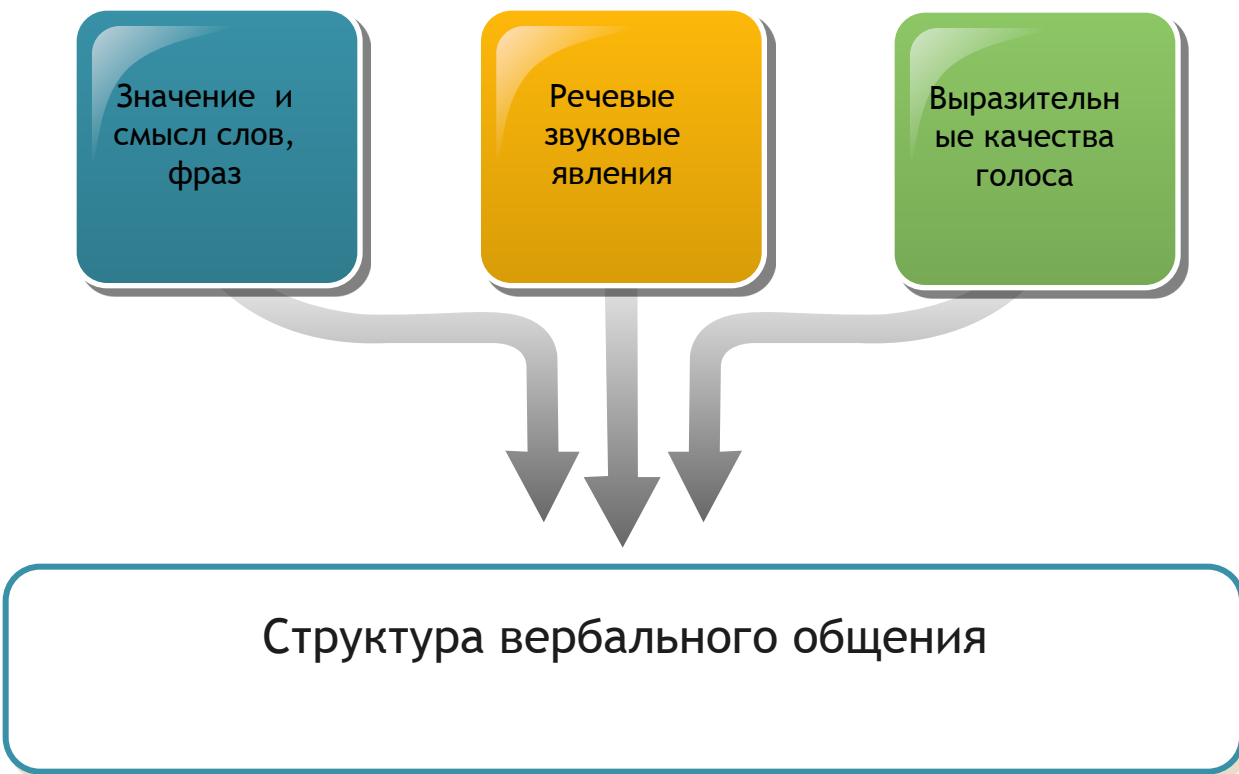 Значение  и
смысл слов,
фраз
Речевые
звуковые
явления
Выразительн
ые качества
голоса
Структура вербального общения